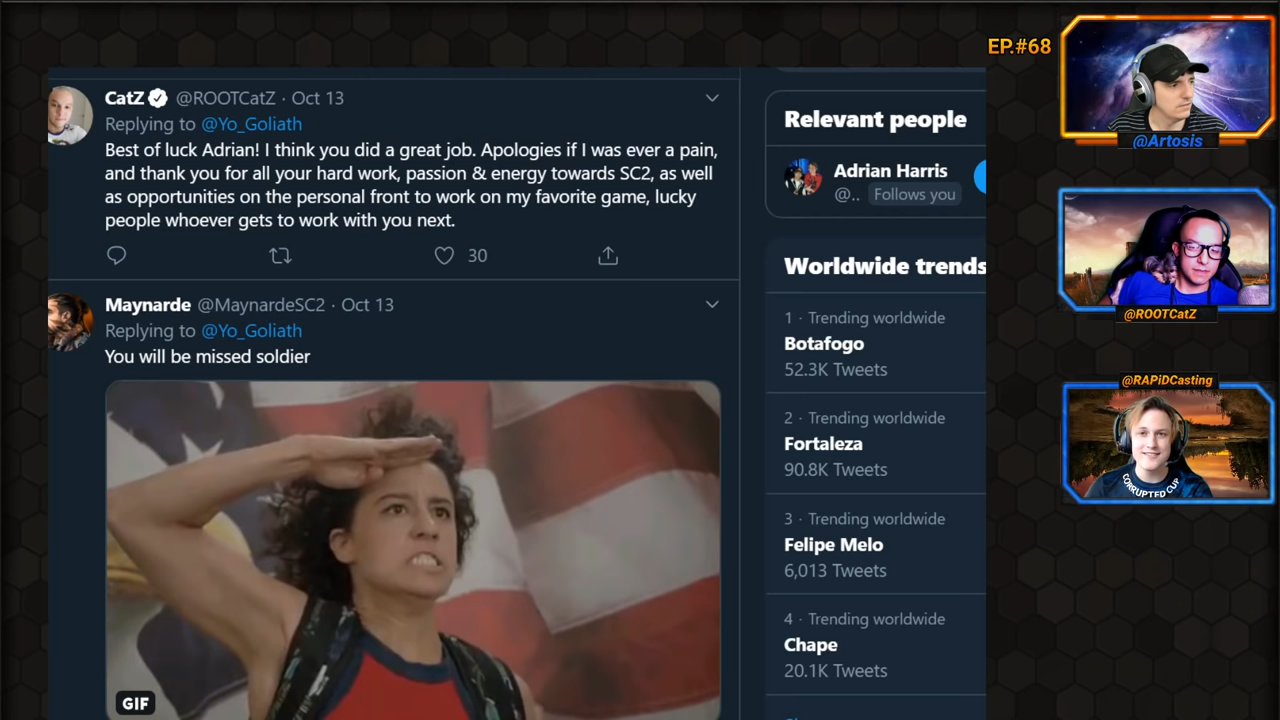 EP.#68
CatZ @ROOTCatZ · Oct 13
Replying to @Yo_Goliath
Best of luck Adrian! I think you did a great job. Apologies if I was ever a pain,
and thank you for all your hard work, passion & energy towards SC2, as well
as opportunities on the personal front to work on my favorite game, lucky
people whoever gets to work with you next.
30
Maynarde @MaynardeSC2 · Oct 13
Replying to @Yo_Goliath
You will be missed soldier
GIF
Relevant people
Adrian Harris
@.. Follows you
Worldwide trends
1 · Trending worldwide
Botafogo
52.3K Tweets
2 · Trending worldwide
Fortaleza
90.8K Tweets
3 · Trending worldwide
Felipe Melo
6,013 Tweets
4 · Trending worldwide
Chape
20.1K Tweets
@Artosis
@ROOTCatZ
@RAPiDCasting
CORRUPTED CUP